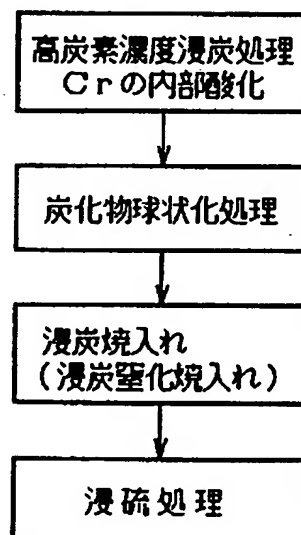 高炭素濃度浸炭処理
Crの内部酸化
炭化物球状化処理
浸炭焼入れ
(浸炭窒化焼入れ)
浸硫処理